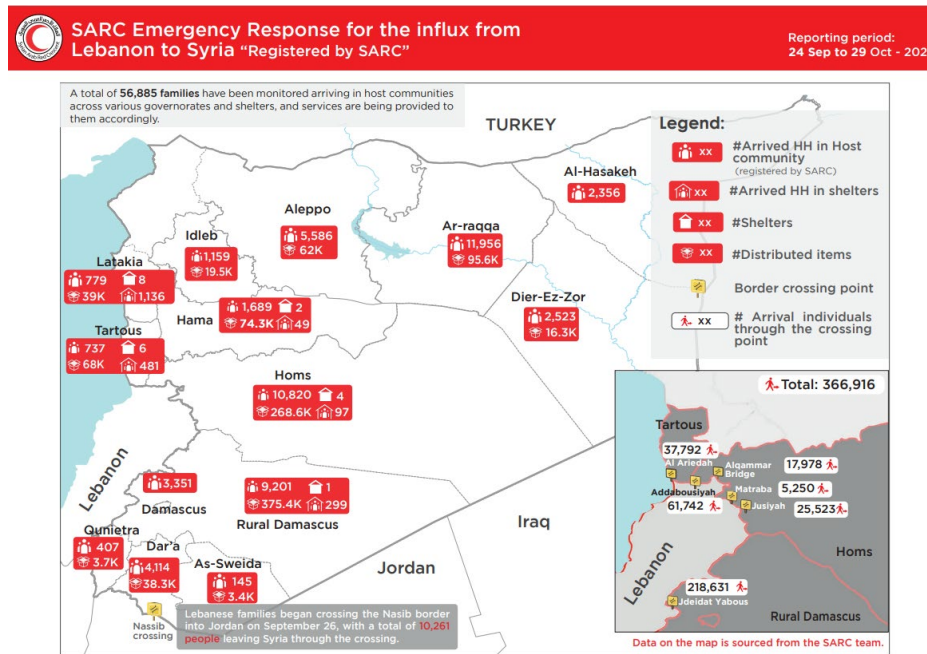 SARC Emergency Response for the influx from
Lebanon to Syria "Registered by SARC"
Reporting period:
24 Sep to 29 Oct - 202
A total of 56,885 families have been monitored arriving in host communities
across various governorates and shelters, and services are being provided to
them accordingly.
TURKEY
Legend:
xx #Arrived HH in Host
community
(registered by SARC)
xx #Arrived HH in shelters
xx #Shelters
xx #Distributed items
Border crossing point
xx # Arrival individuals
through the crossing
point
Al-Hasakeh
2,356
Aleppo
5,586
62K
Ar-raqqa
11,956
95.6K
Idleb
1,159
19.5K
Latakia
779 8
39K 1,136
Hama
1,689 2
74.3K 49
Dier-Ez-Zor
2,523
16.3K
Tartous
737 6
68K 481
Homs
10,820 4
268.6K 97
Lebanon
3,351
Damascus
9,201 1
375.4K 299
Rural Damascus
Iraq
Qunietra
407
3.7K
Dar'a
4,114
38.3K
As-Sweida
145
3.4K
Jordan
Nassib
crossing
Lebanese families began crossing the Nasib border
into Jordan on September 26, with a total of 10,261
people leaving Syria through the crossing.
Total: 366,916
Tartous
37,792
Al Ariedah
Alqammar
Bridge
17,978
Addabousiyah
61,742
Matraba
5,250
Jusiyah
25,523
Homs
Lebanon
218,631
Jdeidat Yabous
Rural Damascus
Data on the map is sourced from the SARC team.